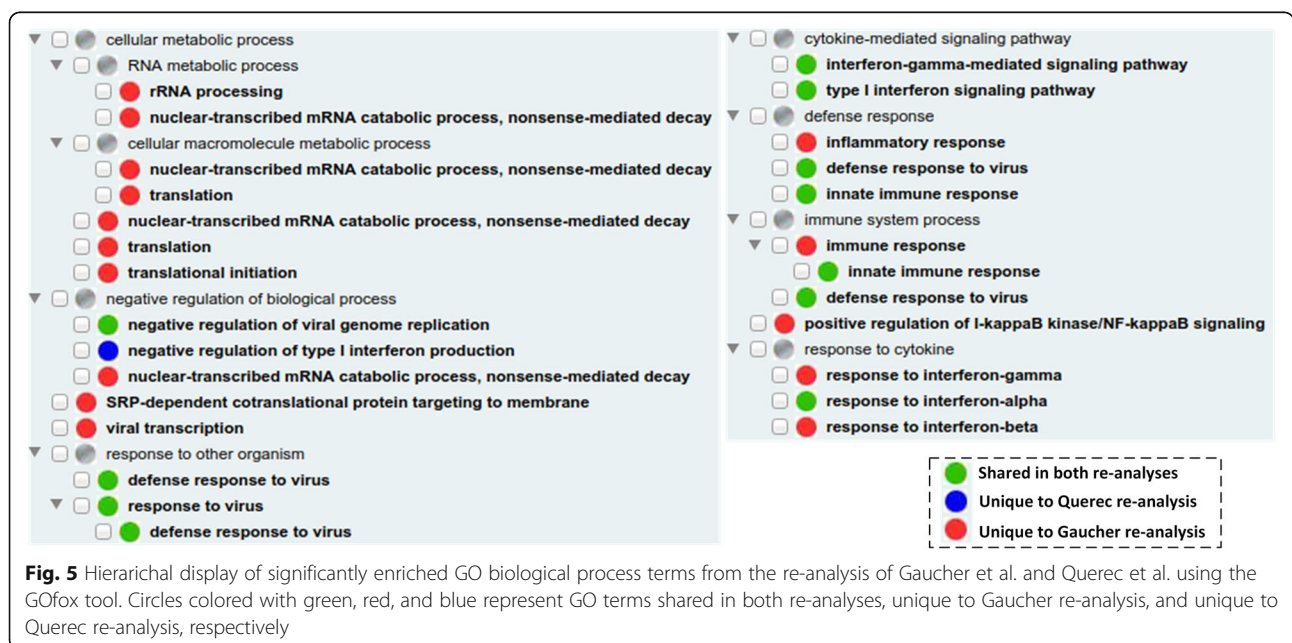 cellular metabolic process
RNA metabolic process
rRNA processing
nuclear-transcribed mRNA catabolic process, nonsense-mediated decay
cellular macromolecule metabolic process
nuclear-transcribed mRNA catabolic process, nonsense-mediated decay
translation
nuclear-transcribed mRNA catabolic process, nonsense-mediated decay
translation
translational initiation
negative regulation of biological process
negative regulation of viral genome replication
negative regulation of type I interferon production
nuclear-transcribed mRNA catabolic process, nonsense-mediated decay
SRP-dependent cotranslational protein targeting to membrane
viral transcription
response to other organism
defense response to virus
response to virus
defense response to virus
cytokine-mediated signaling pathway
interferon-gamma-mediated signaling pathway
type I interferon signaling pathway
defense response
inflammatory response
defense response to virus
innate immune response
immune system process
immune response
innate immune response
defense response to virus
positive regulation of I-kappaB kinase/NF-kappaB signaling
response to cytokine
response to interferon-gamma
response to interferon-alpha
response to interferon-beta
Shared in both re-analyses
Unique to Querec re-analysis
Unique to Gaucher re-analysis
Fig. 5 Hierarichal display of significantly enriched GO biological process terms from the re-analysis of Gaucher et al. and Querec et al. using the
GOfox tool. Circles colored with green, red, and blue represent GO terms shared in both re-analyses, unique to Gaucher re-analysis, and unique to
Querec re-analysis, respectively